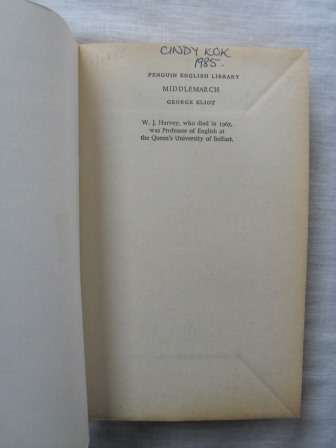 CINDY KOK
1985.
PENGUIN ENGLISH LIBRARY
MIDDLEMARCH
GEORGE ELIOT
W. J. Harvey, who died in 1967,
was Professor of English at
the Queen's University of Belfast.